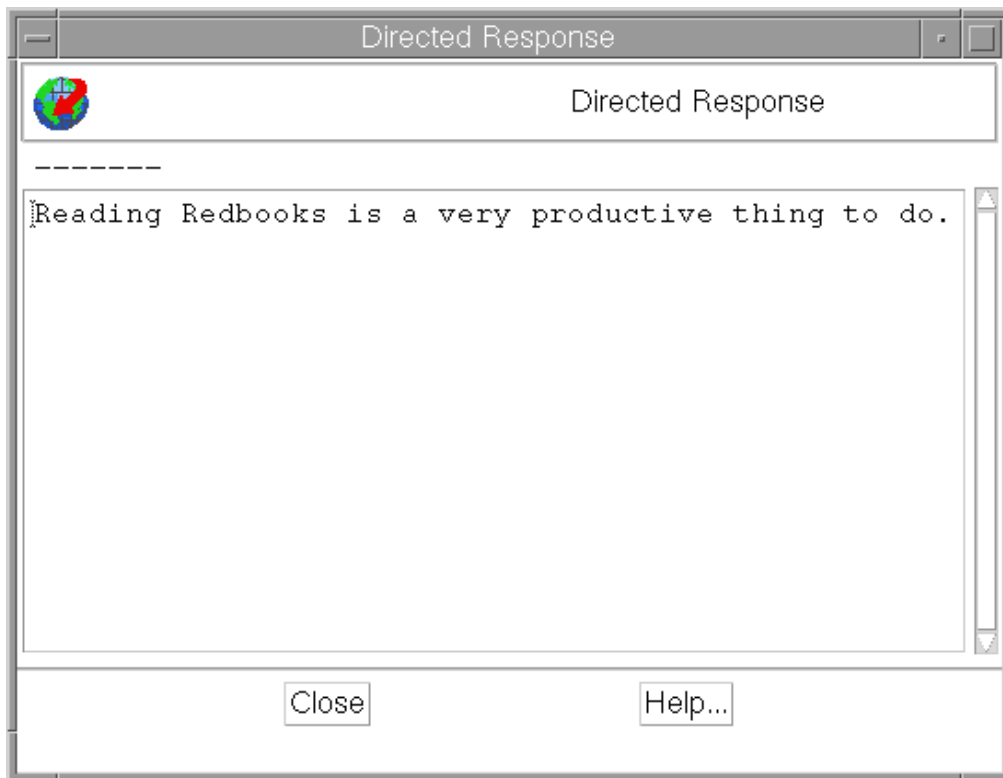 Directed Response
Directed Response
-------
Reading Redbooks is a very productive thing to do.
Close Help...